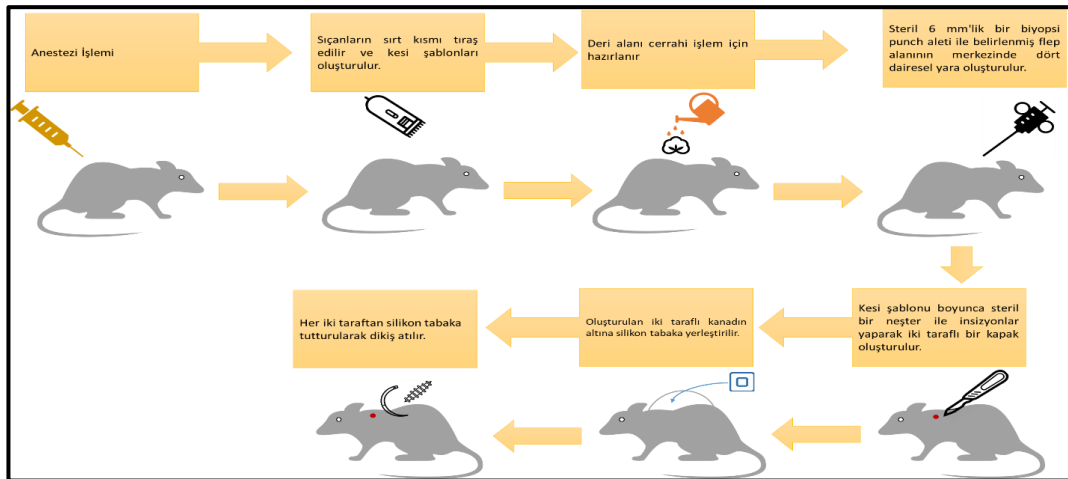 Anestezi İşlemi
Sıçanların sırt kısmı tıraş
edilir ve kesi şablonları
oluşturulur.
Deri alanı cerrahi işlem için
hazırlanır
Steril 6 mm'lik bir biyopsi
punch aleti ile belirlenmiş flep
alanının merkezinde dört
dairesel yara oluşturulur.
Kesi şablonu boyunca steril
bir neşter ile insizyonlar
yaparak iki taraflı bir kapak
oluşturulur.
Oluşturulan iki taraflı kanadın
altına silikon tabaka yerleştirilir.
Her iki taraftan silikon tabaka
tutturularak dikiş atılır.